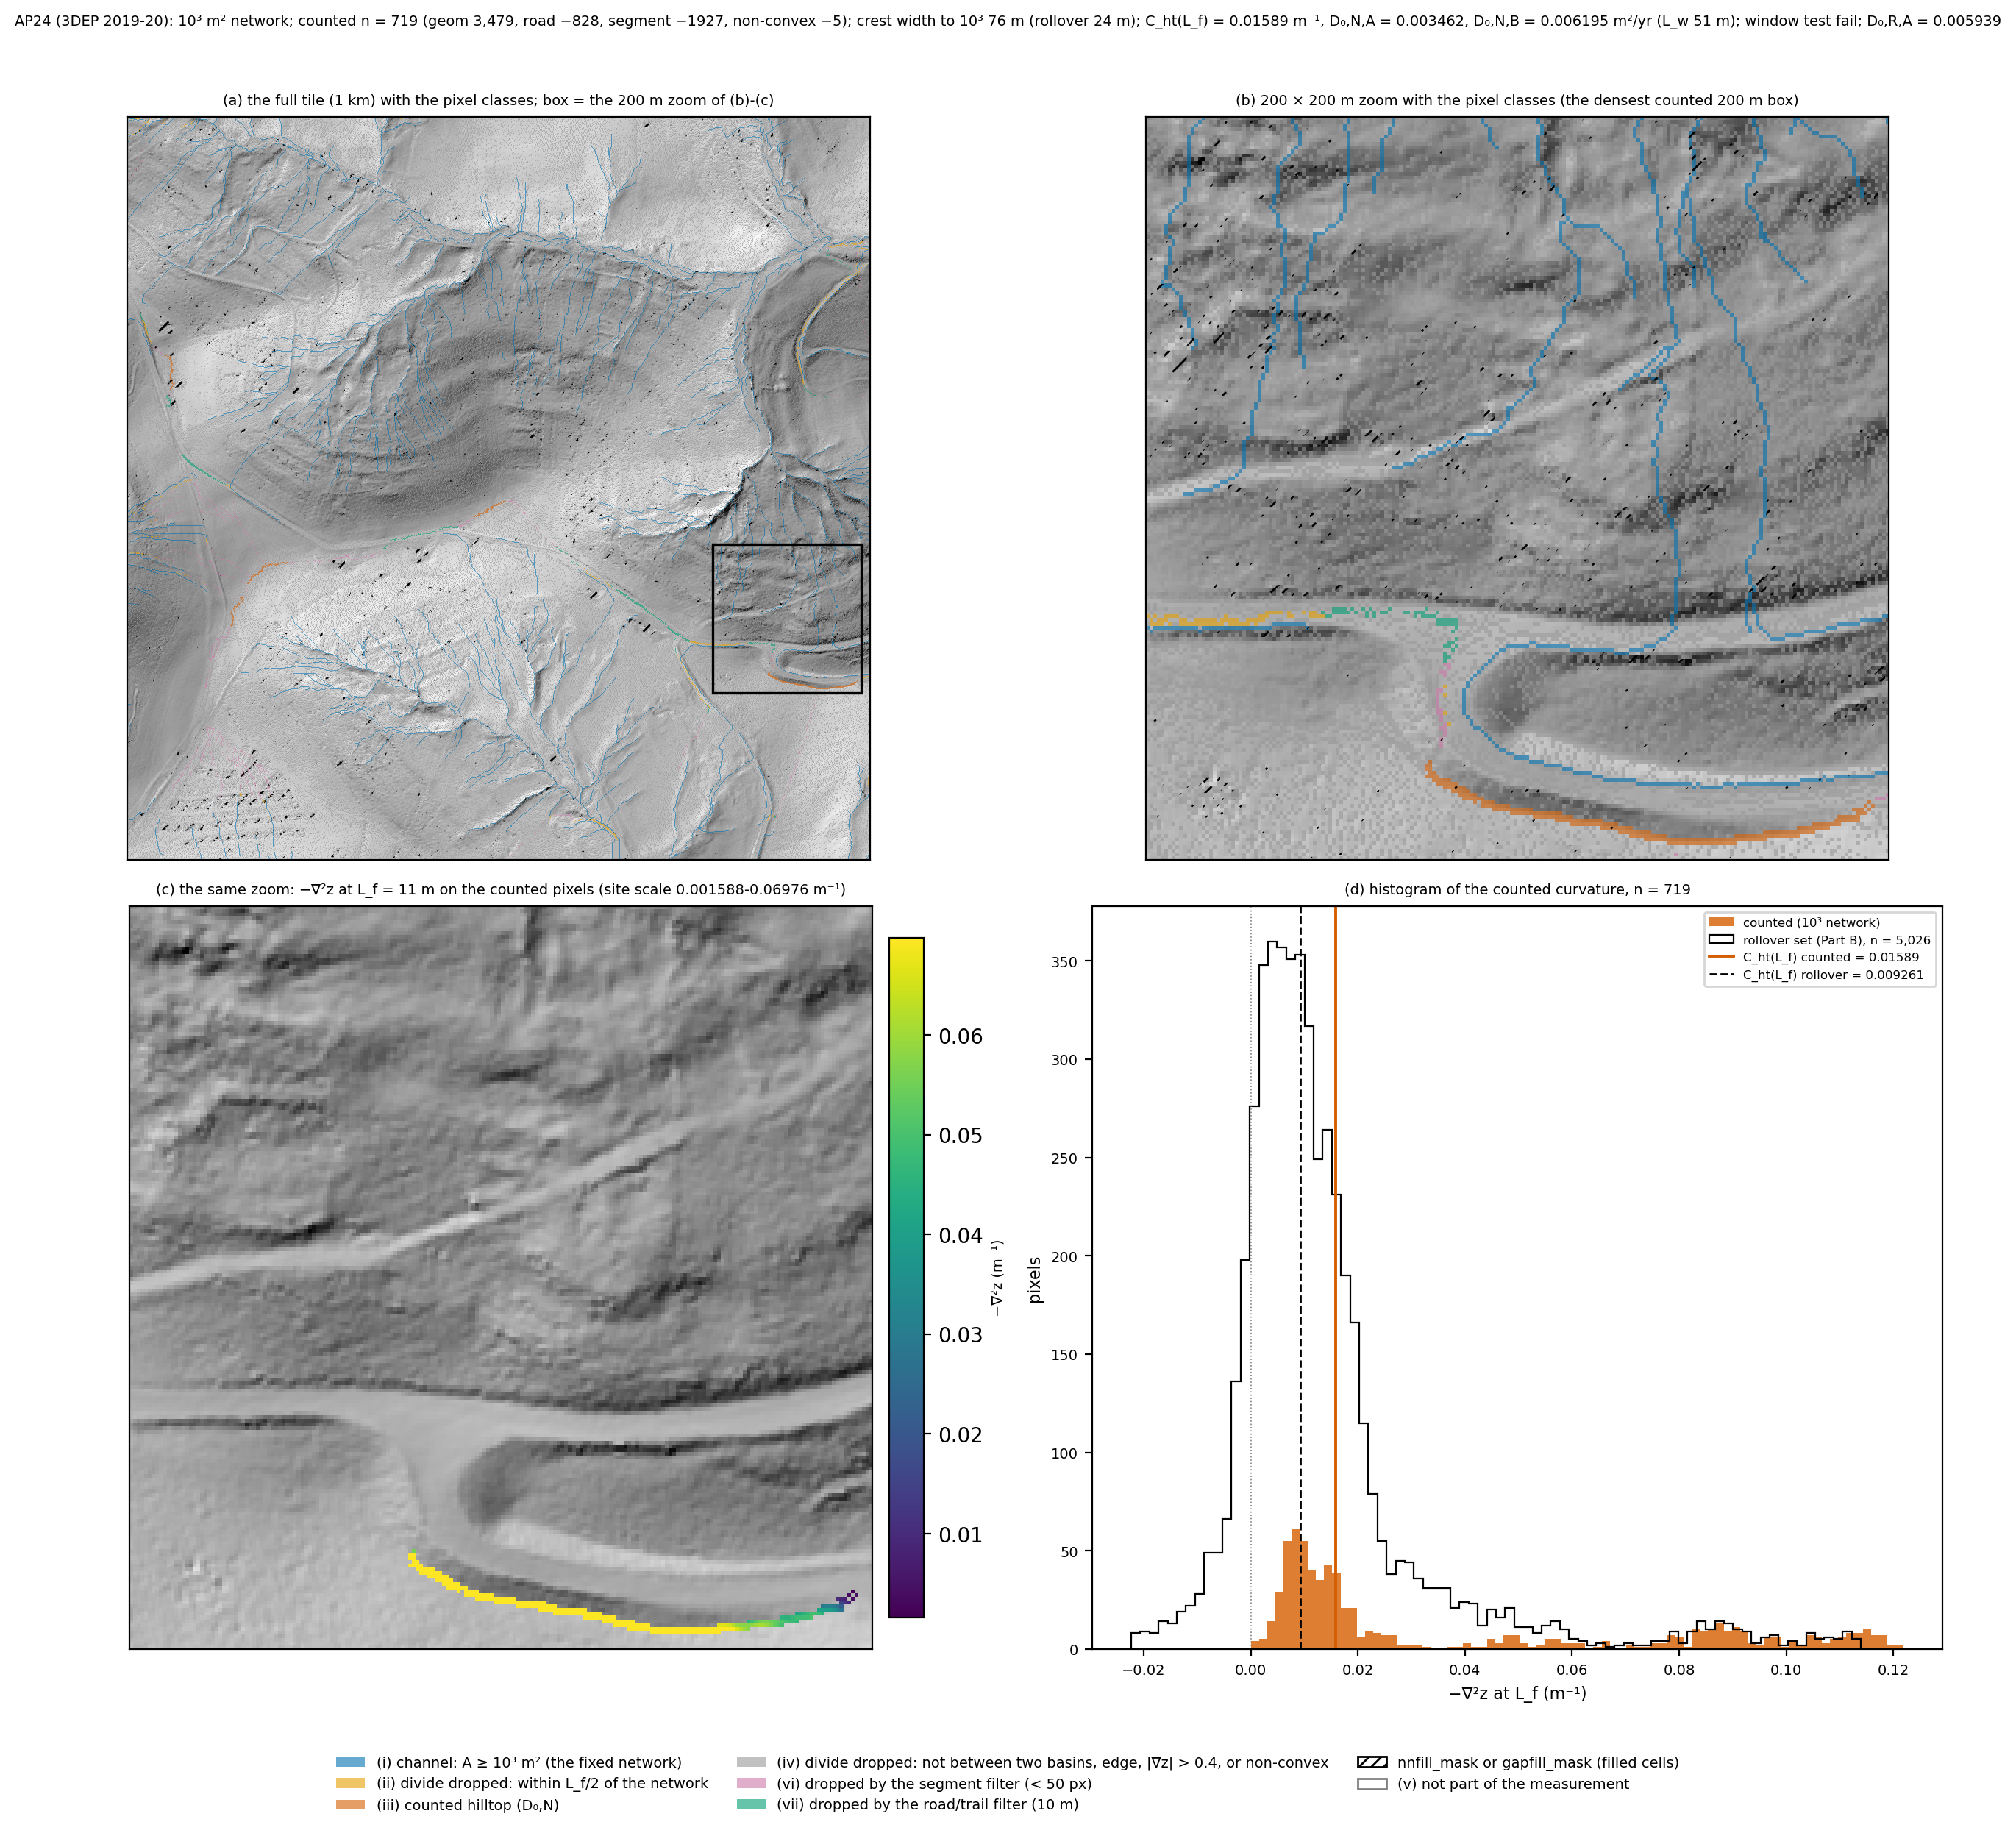 AP24 (3DEP 2019-20): 10³ m² network; counted n = 719 (geom 3,479, road −828, segment −1927, non-convex −5); crest width to 10³ 76 m (rollover 24 m); C_ht(L_f) = 0.01589 m⁻¹, D₀,N,A = 0.003462, D₀,N,B = 0.006195 m²/yr (L_w 51 m); window test fail; D₀,R,A = 0.005939
(a) the full tile (1 km) with the pixel classes; box = the 200 m zoom of (b)-(c)
(b) 200 × 200 m zoom with the pixel classes (the densest counted 200 m box)
(c) the same zoom: −∇²z at L_f = 11 m on the counted pixels (site scale 0.001588-0.06976 m⁻¹)
0.06
0.05
0.04
0.03
0.02
0.01
−∇²z (m⁻¹)
(d) histogram of the counted curvature, n = 719
counted (10³ network)
rollover set (Part B), n = 5,026
C_ht(L_f) counted = 0.01589
C_ht(L_f) rollover = 0.009261
350
300
250
200
150
100
50
0
pixels
−0.02
0.00
0.02
0.04
0.06
0.08
0.10
0.12
−∇²z at L_f (m⁻¹)
(i) channel: A ≥ 10³ m² (the fixed network)
(ii) divide dropped: within L_f/2 of the network
(iii) counted hilltop (D₀,N)
(iv) divide dropped: not between two basins, edge, |∇z| > 0.4, or non-convex
(vi) dropped by the segment filter (< 50 px)
(vii) dropped by the road/trail filter (10 m)
nnfill_mask or gapfill_mask (filled cells)
(v) not part of the measurement